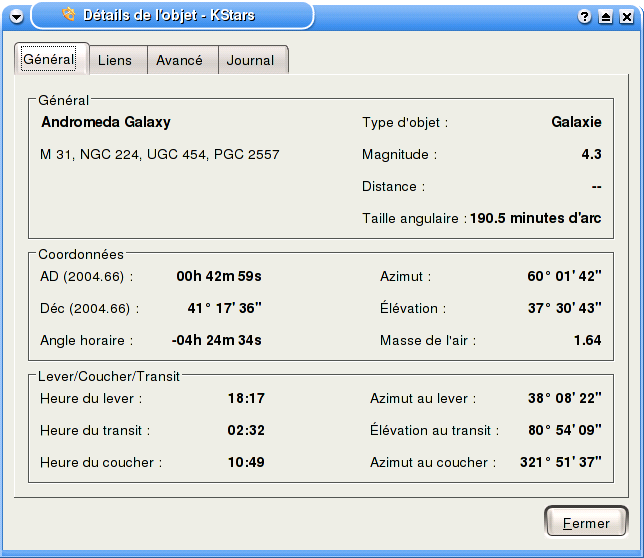 Détails de l'objet - KStars
Général Liens Avancé Journal
Général
Andromeda Galaxy Type d'objet : Galaxie
M 31, NGC 224, UGC 454, PGC 2557 Magnitude : 4.3
Distance : --
Taille angulaire : 190.5 minutes d'arc
Coordonnées
AD (2004.66) : 00h 42m 59s Azimut : 60° 01' 42"
Déc (2004.66) : 41° 17' 36" Élévation : 37° 30' 43"
Angle horaire : -04h 24m 34s Masse de l'air : 1.64
Lever/Coucher/Transit
Heure du lever : 18:17 Azimut au lever : 38° 08' 22"
Heure du transit : 02:32 Élévation au transit : 80° 54' 09"
Heure du coucher : 10:49 Azimut au coucher : 321° 51' 37"
Fermer